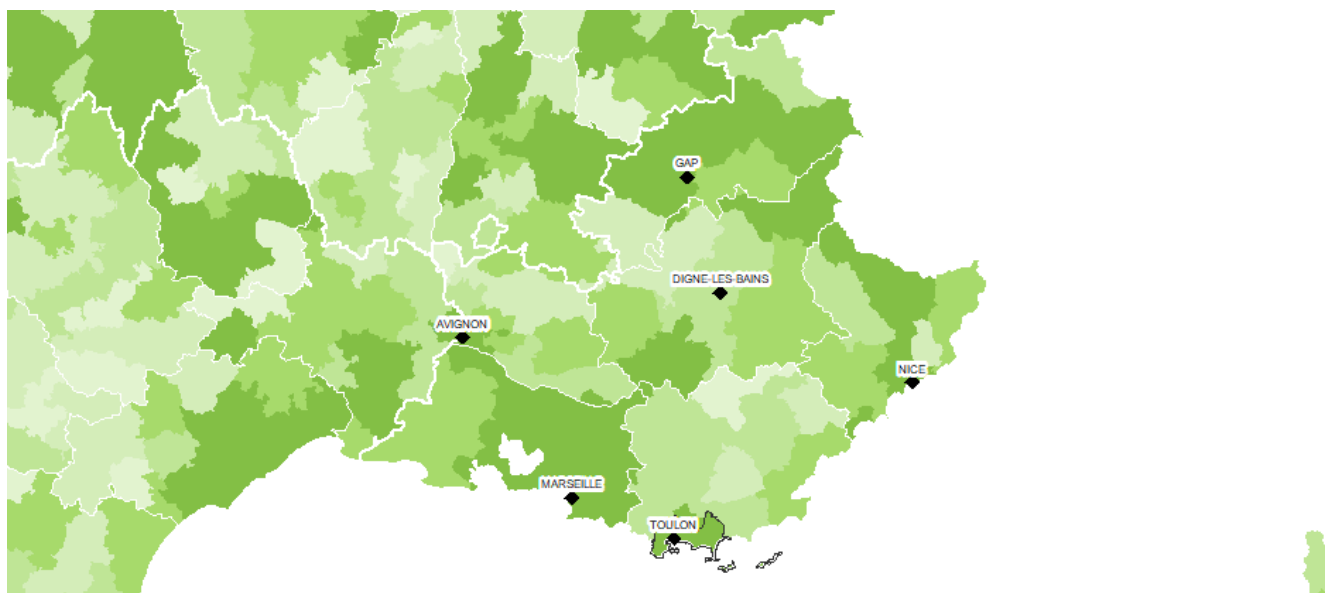 GAP
DIGNE-LES-BAINS
AVIGNON
NICE
MARSEILLE
TOULON